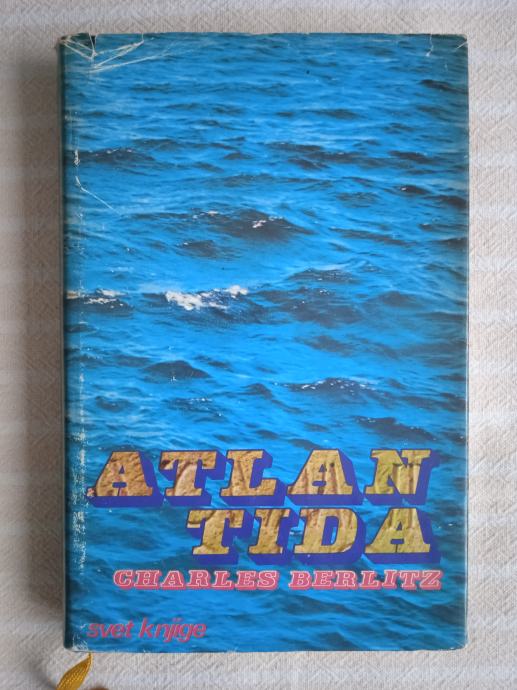 ATLAN
TIDA
CHARLES BERLITZ
svet knjige